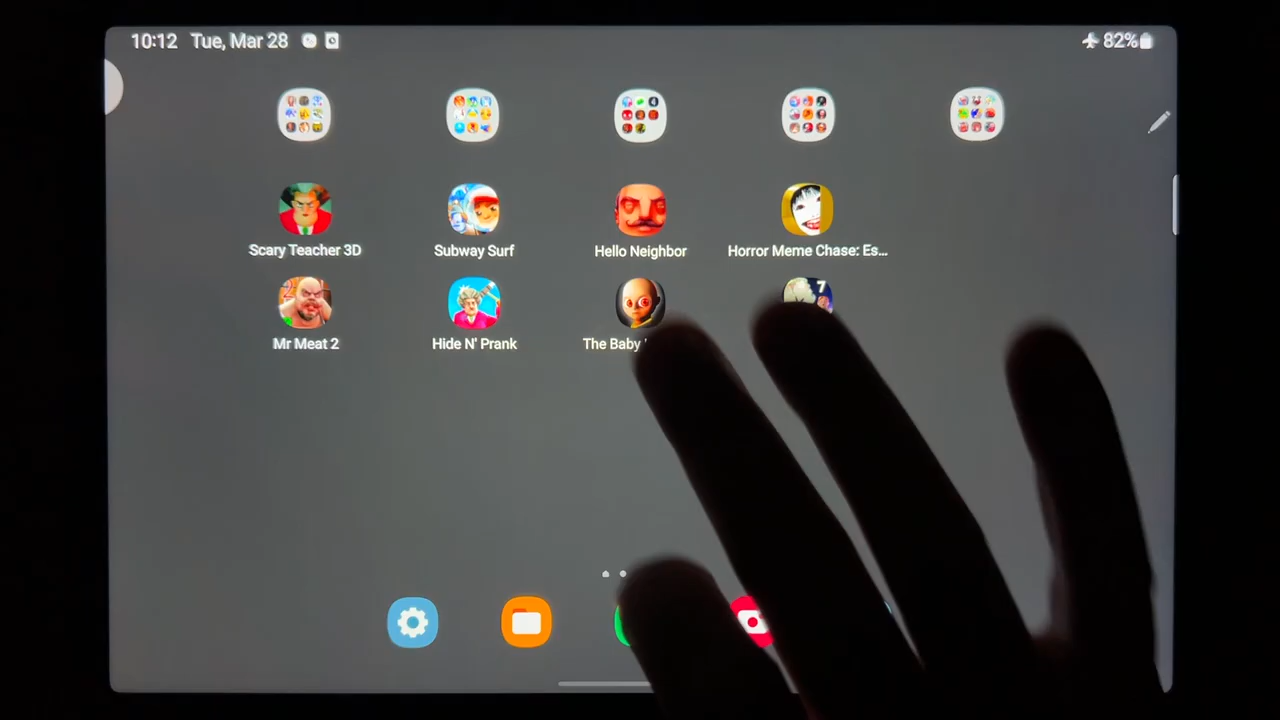 10:12 Tue, Mar 28 82%
Scary Teacher 3D Subway Surf Hello Neighbor Horror Meme Chase: Es...
7
Mr Meat 2 Hide N' Prank The Baby